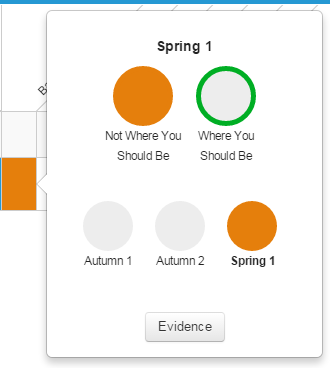 Spring 1
Not Where You
Should Be
Where You
Should Be
Autumn 1
Autumn 2
Spring 1
Evidence